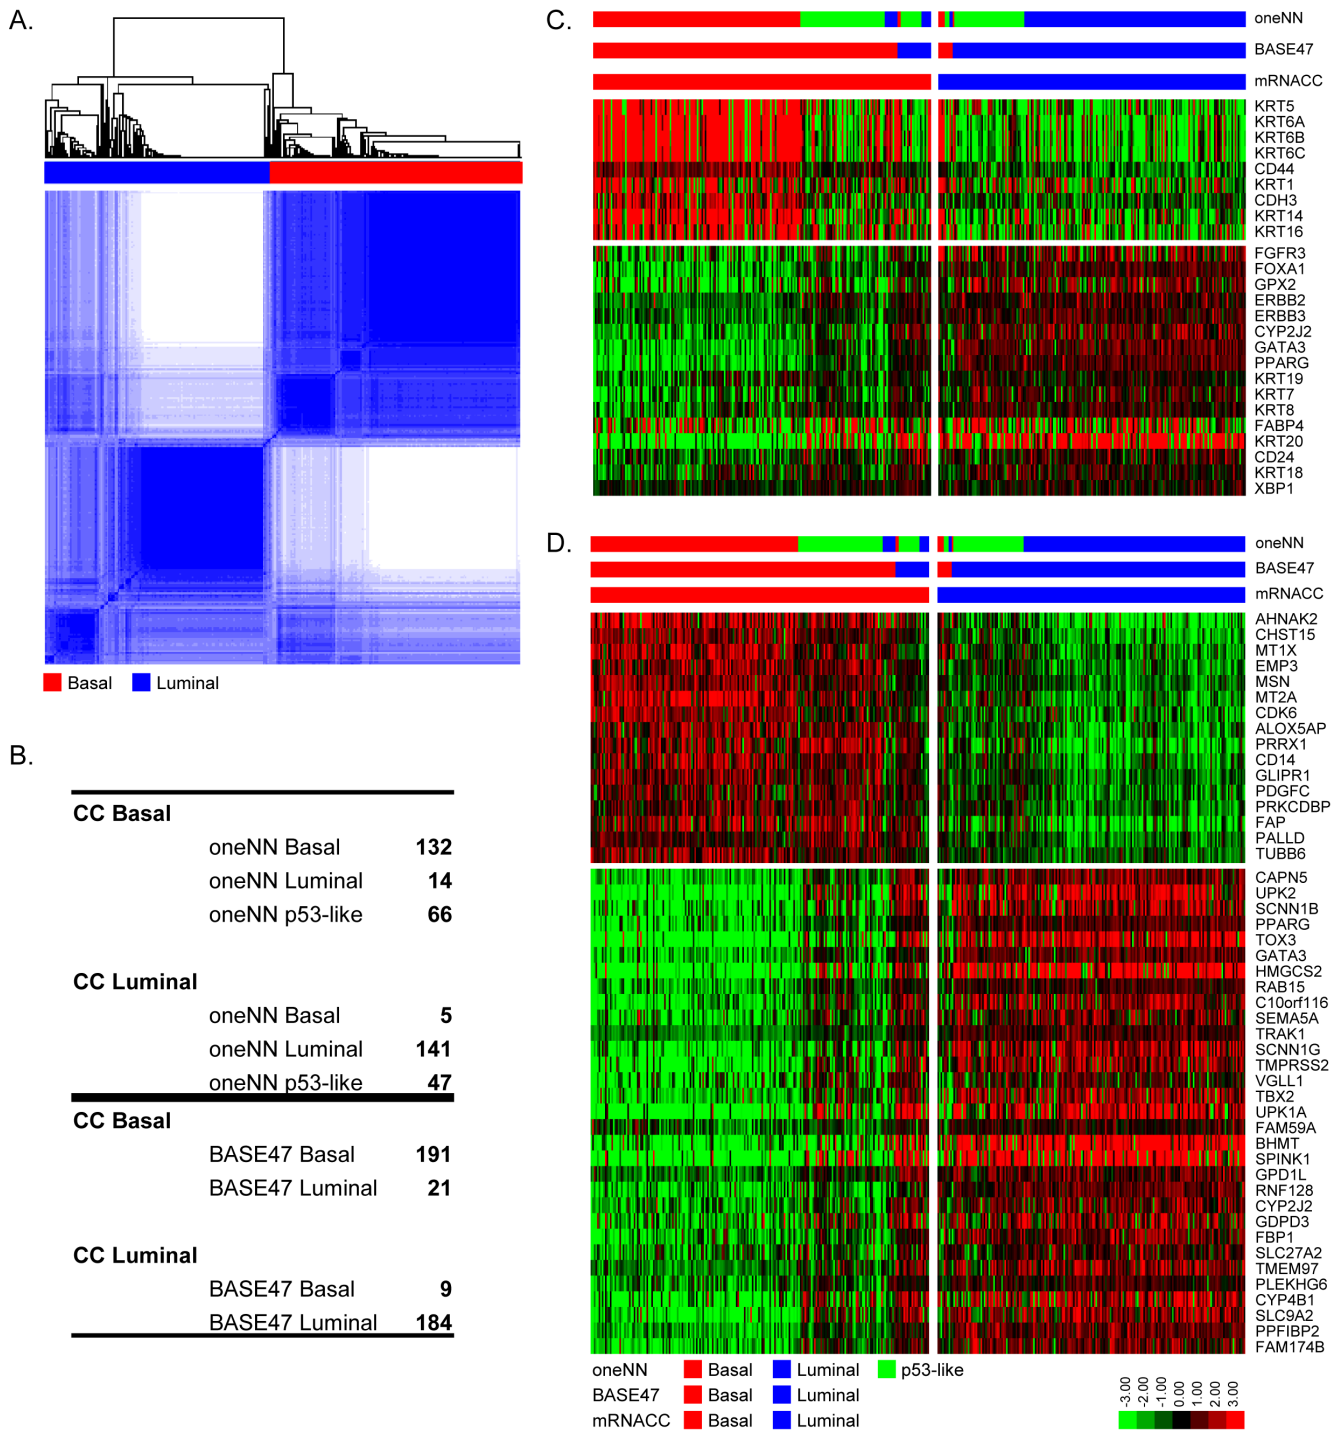 A.
Basal Luminal
B.
CC Basal
oneNN Basal 132
oneNN Luminal 14
oneNN p53-like 66
CC Luminal
oneNN Basal 5
oneNN Luminal 141
oneNN p53-like 47
CC Basal
BASE47 Basal 191
BASE47 Luminal 21
CC Luminal
BASE47 Basal 9
BASE47 Luminal 184
C.
oneNN
BASE47
mRNACC
KRT5
KRT6A
KRT6B
KRT6C
CD44
KRT1
CDH3
KRT14
KRT16
FGFR3
FOXA1
GPX2
ERBB2
ERBB3
CYP2J2
GATA3
PPARG
KRT19
KRT7
KRT8
FABP4
KRT20
CD24
KRT18
XBP1
D.
oneNN
BASE47
mRNACC
AHNAK2
CHST15
MT1X
EMP3
MSN
MT2A
CDK6
ALOX5AP
PRRX1
CD14
GLIPR1
PDGFC
PRKCDBP
FAP
PALLD
TUBB6
CAPN5
UPK2
SCNN1B
PPARG
TOX3
GATA3
HMGCS2
RAB15
C10orf116
SEMA5A
TRAK1
SCNN1G
TMPRSS2
VGLL1
TBX2
UPK1A
FAM59A
BHMT
SPINK1
GPD1L
RNF128
CYP2J2
GDPD3
FBP1
SLC27A2
TMEM97
PLEKHG6
CYP4B1
SLC9A2
PPFIBP2
FAM174B
oneNN Basal Luminal p53-like
BASE47 Basal Luminal
mRNACC Basal Luminal
-3.00 -2.00 -1.00 0.00 1.00 2.00 3.00